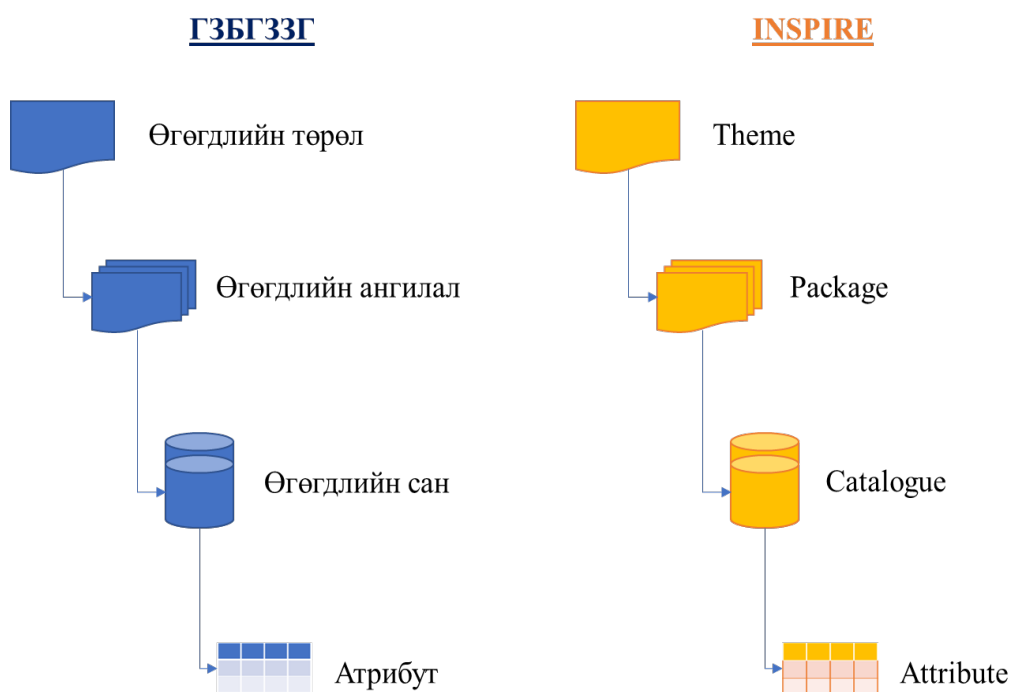 ГЗБГЗЗГ
INSPIRE
Өгөгдлийн төрөл
Theme
Өгөгдлийн ангилал
Package
Өгөгдлийн сан
Catalogue
Атрибут
Attribute